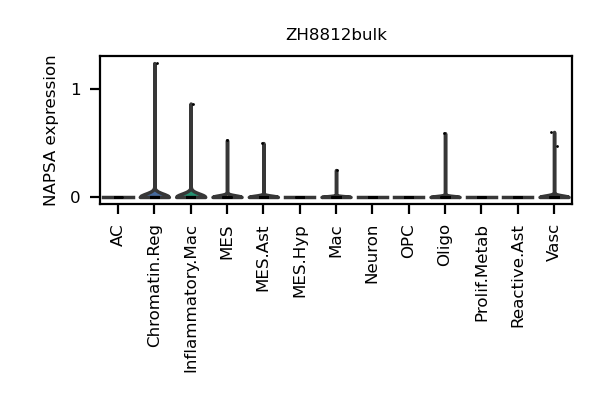 ZH8812bulk
NAPSA expression
1
0
AC
Chromatin.Reg
Inflammatory.Mac
MES
MES.Ast
MES.Hyp
Mac
Neuron
OPC
Oligo
Prolif.Metab
Reactive.Ast
Vasc